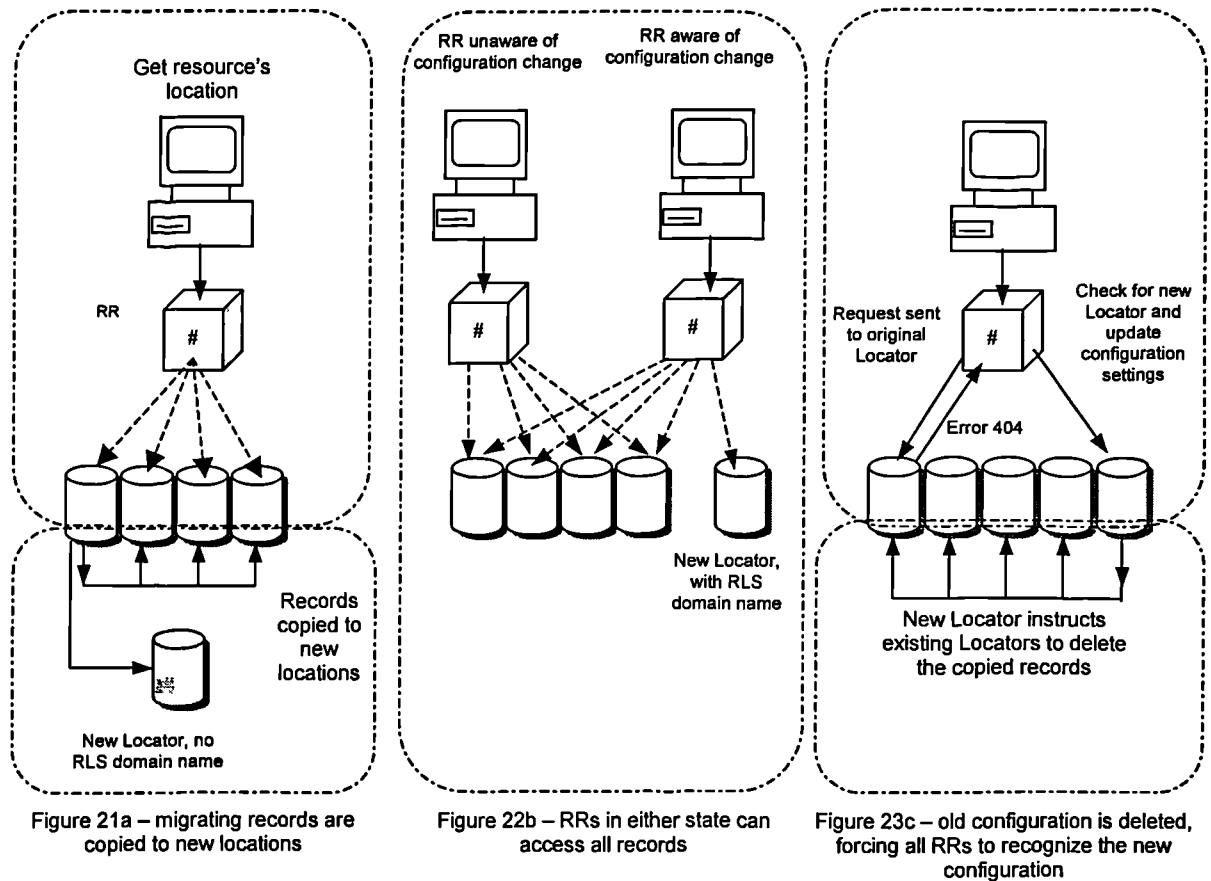 Get resource's
location
RR
#
Records
copied to
new
locations
New Locator, no
RLS domain name
Figure 21a – migrating records are
copied to new locations
RR unaware of
configuration change
RR aware of
configuration change
#
#
New Locator,
with RLS
domain name
Figure 22b – RRs in either state can
access all records
Request sent
to original
Locator
#
Check for new
Locator and
update
configuration
settings
Error 404
New Locator instructs
existing Locators to delete
the copied records
Figure 23c – old configuration is deleted,
forcing all RRs to recognize the new
configuration